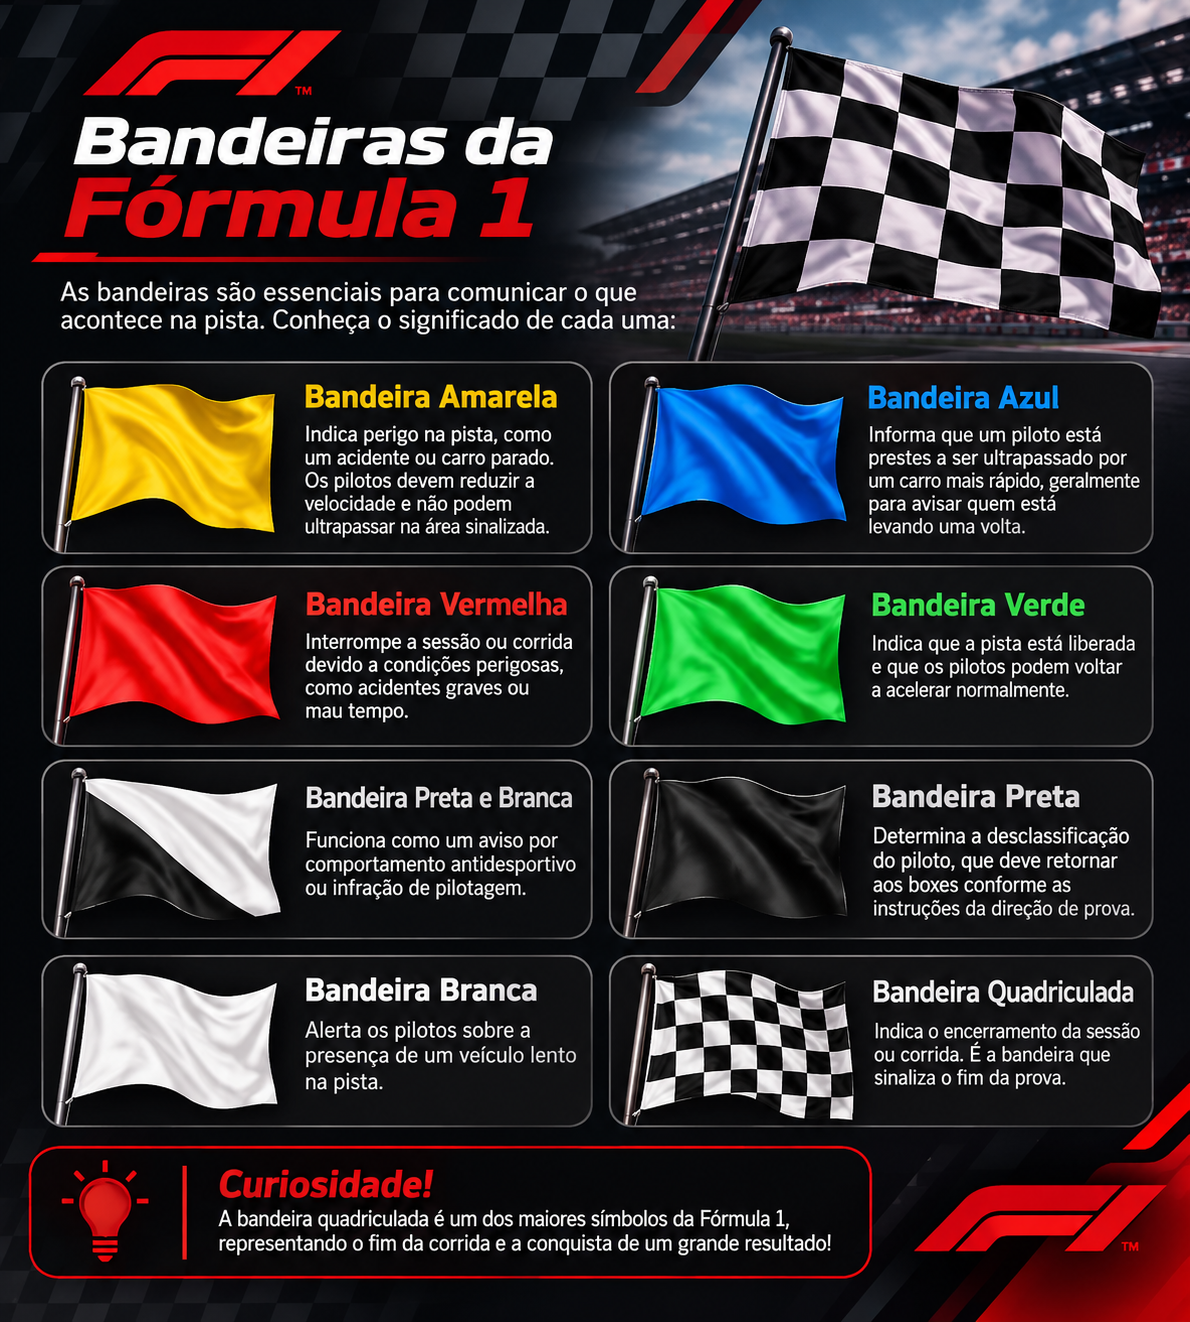 F1 TM
Bandeiras da
Fórmula 1
As bandeiras são essenciais para comunicar o que
acontece na pista. Conheça o significado de cada uma:
Bandeira Amarela
Indica perigo na pista, como
um acidente ou carro parado.
Os pilotos devem reduzir a
velocidade e não podem
ultrapassar na área sinalizada.
Bandeira Azul
Informa que um piloto está
prestes a ser ultrapassado por
um carro mais rápido, geralmente
para avisar quem está
levando uma volta.
Bandeira Vermelha
Interrompe a sessão ou corrida
devido a condições perigosas,
como acidentes graves ou
mau tempo.
Bandeira Verde
Indica que a pista está liberada
e que os pilotos podem voltar
a acelerar normalmente.
Bandeira Preta e Branca
Funciona como um aviso por
comportamento antidesportivo
ou infração de pilotagem.
Bandeira Preta
Determina a desclassificação
do piloto, que deve retornar
aos boxes conforme as
instruções da direção de prova.
Bandeira Branca
Alerta os pilotos sobre a
presença de um veículo lento
na pista.
Bandeira Quadriculada
Indica o encerramento da sessão
ou corrida. É a bandeira que
sinaliza o fim da prova.
Curiosidade!
A bandeira quadriculada é um dos maiores símbolos da Fórmula 1,
representando o fim da corrida e a conquista de um grande resultado!
F1 TM